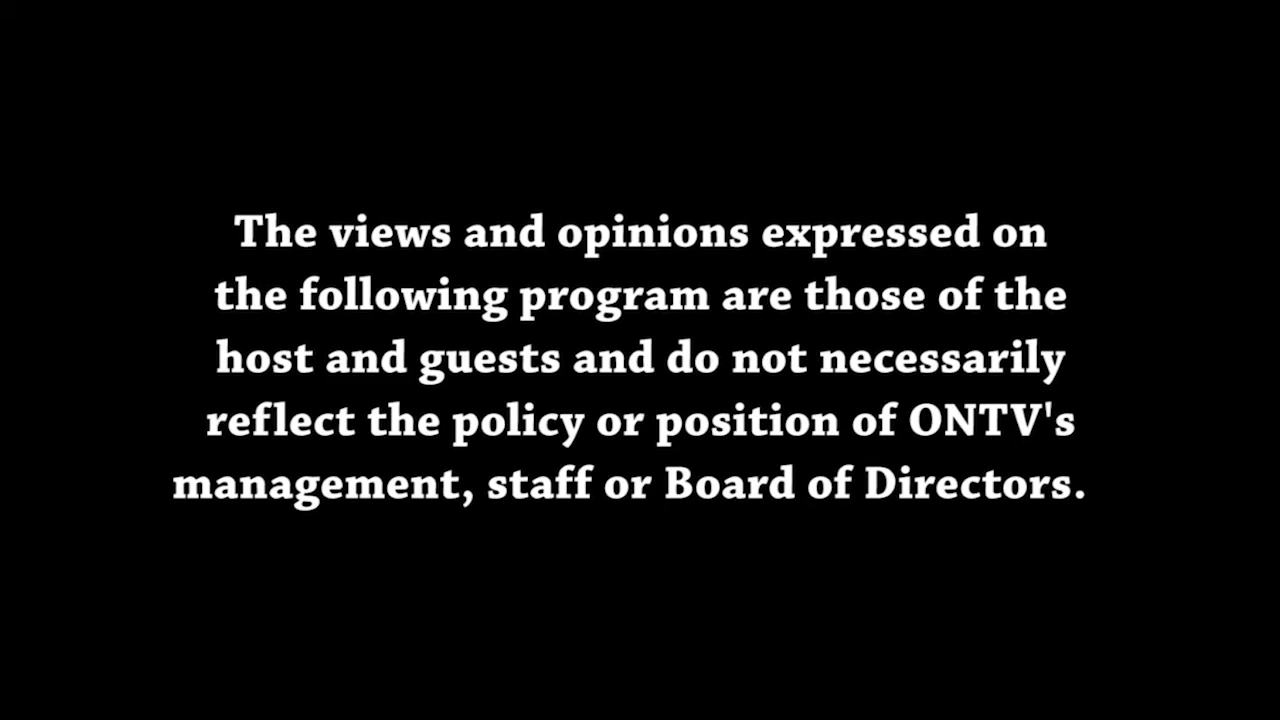 The views and opinions expressed on
the following program are those of the
host and guests and do not necessarily
reflect the policy or position of ONTV's
management, staff or Board of Directors.